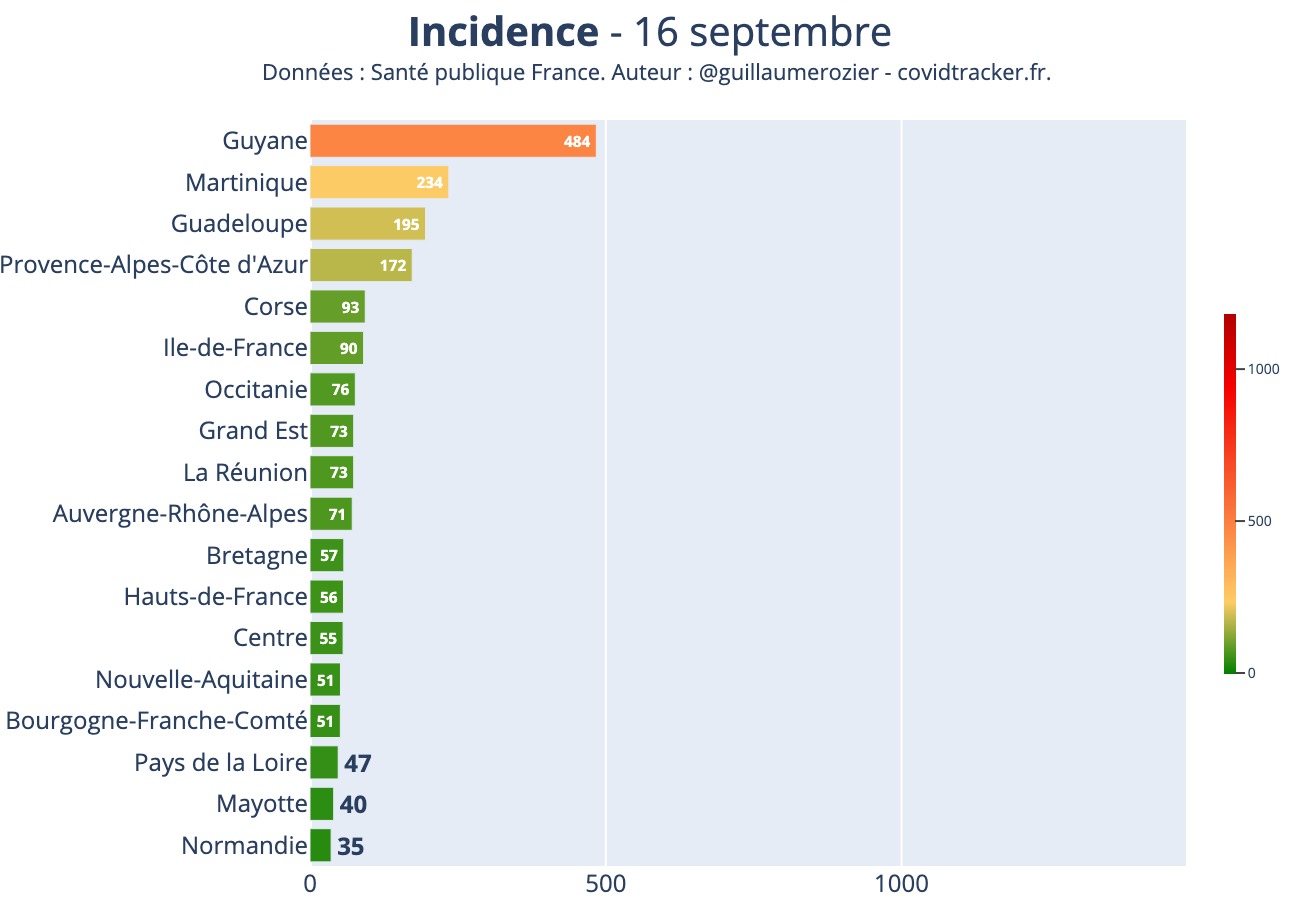 Incidence - 16 septembre
Données : Santé publique France. Auteur : @guillaumerozier - covidtracker.fr.
Guyane 484
Martinique 234
Guadeloupe 195
Provence-Alpes-Côte d'Azur 172
Corse 93
Ile-de-France 90
Occitanie 76
Grand Est 73
La Réunion 73
Auvergne-Rhône-Alpes 71
Bretagne 57
Hauts-de-France 56
Centre 55
Nouvelle-Aquitaine 51
Bourgogne-Franche-Comté 51
Pays de la Loire 47
Mayotte 40
Normandie 35
0 500 1000
1000
500
0